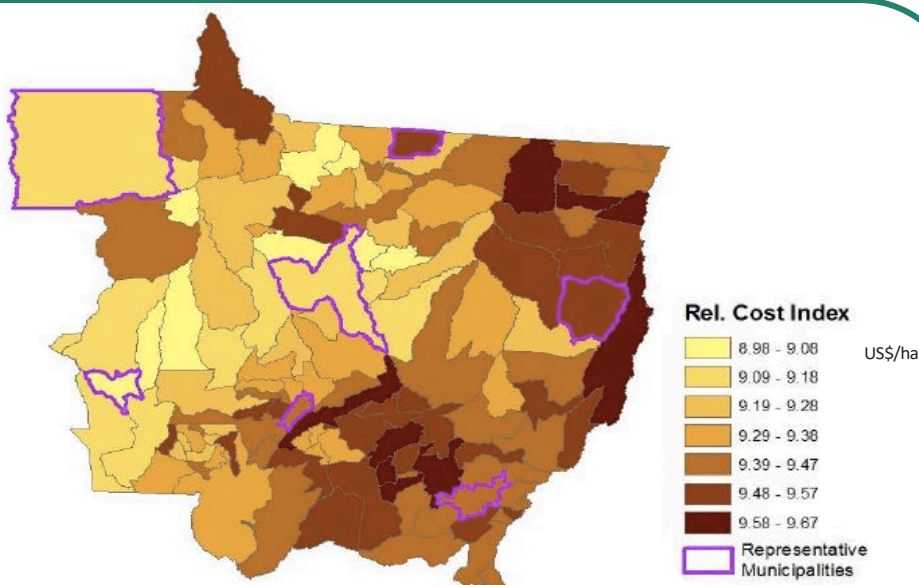 Rel. Cost Index
8.98 - 9.08
US$/ha
9.09 - 9.18
9.19 - 9.28
9.29 - 9.38
9.39 - 9.47
9.48 - 9.57
9.58 - 9.67
Representative
Municipalities